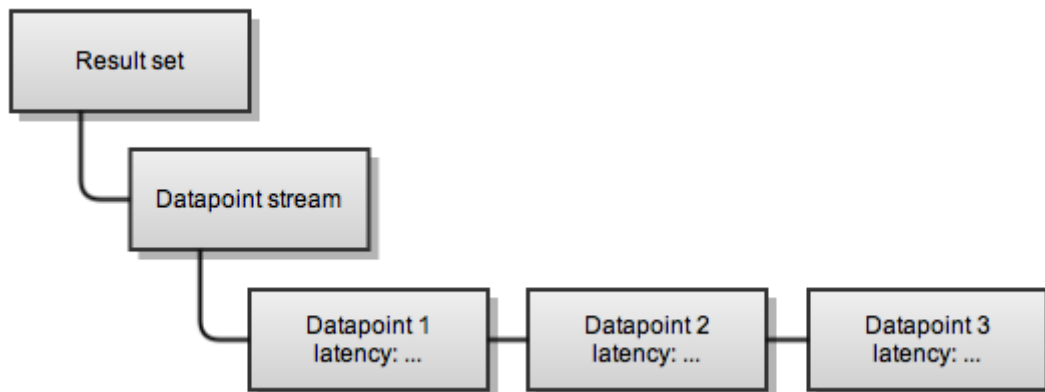 Result set
Datapoint stream
Datapoint 1
latency: ...
Datapoint 2
latency: ...
Datapoint 3
latency: ...